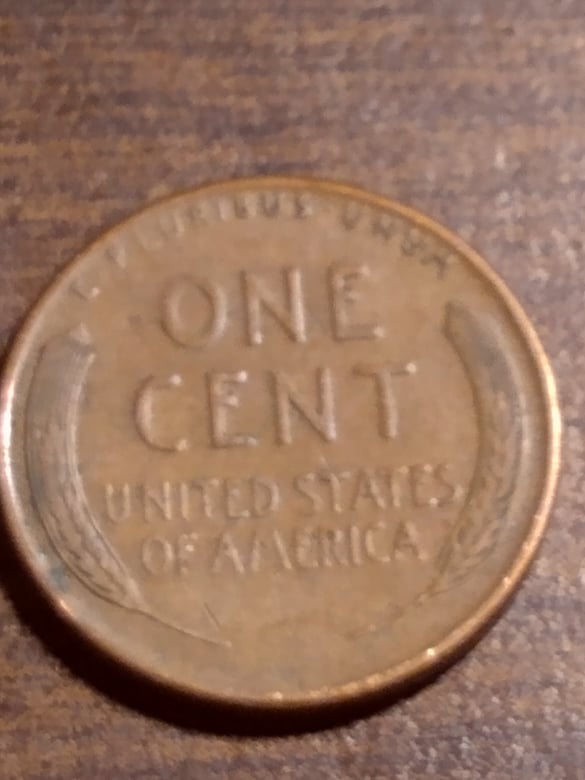 E PLURIBUS UNUM
ONE
CENT
UNITED STATES
OF AMERICA